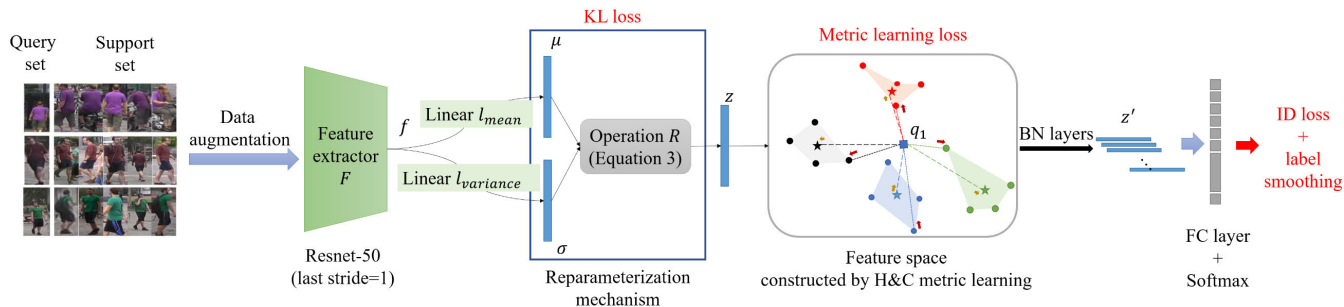 Query set
Support set
Data augmentation
Feature extractor F
Resnet-50
(last stride=1)
f
Linear l_mean
Linear l_variance
KL loss
μ
σ
Operation R
(Equation 3)
Reparameterization mechanism
z
Metric learning loss
q₁
Feature space
constructed by H&C metric learning
BN layers
z′
FC layer
+
Softmax
ID loss
+
label smoothing